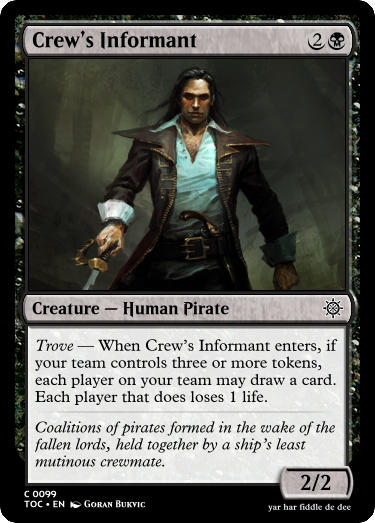 Crew's Informant 2
Creature — Human Pirate
Trove — When Crew's Informant enters, if
your team controls three or more tokens,
each player on your team may draw a card.
Each player that does loses 1 life.
Coalitions of pirates formed in the wake of the
fallen lords, held together by a ship's least
mutinous crewmate.
2/2
C 0099
TOC • EN Goran Bukvic
yar har fiddle de dee